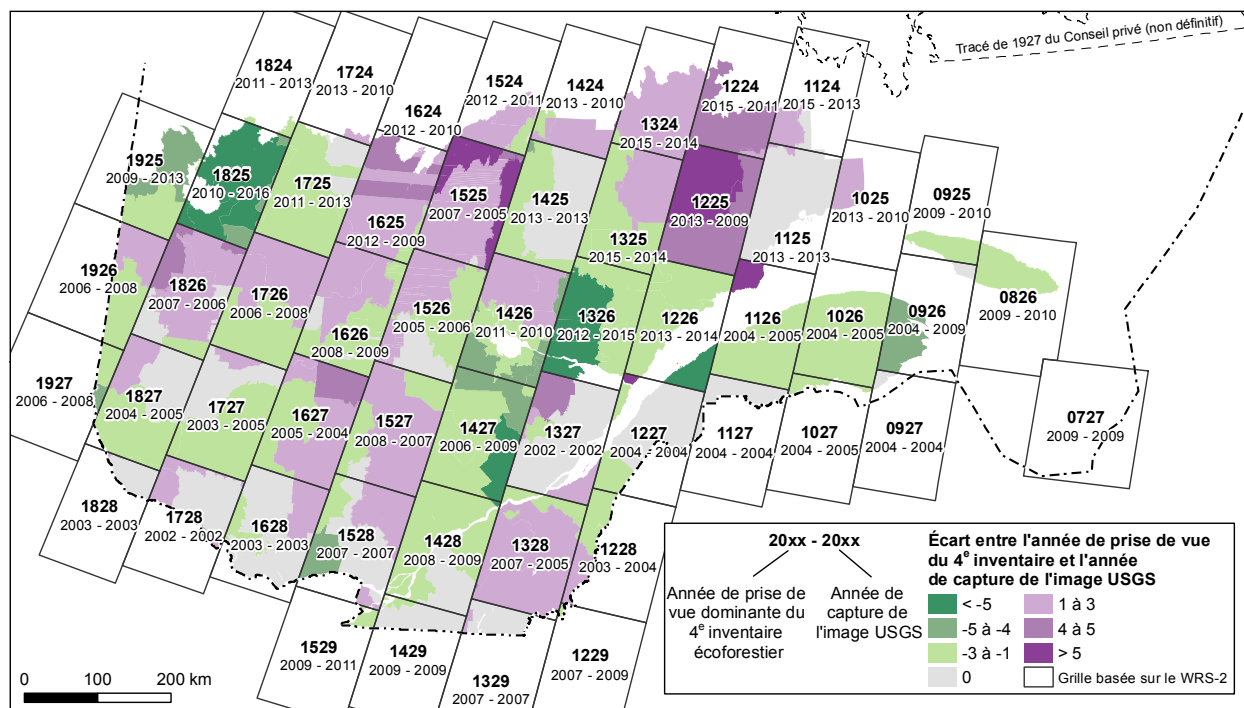 Tracé de 1927 du Conseil privé (non définitif)
1824
2011 - 2013
1724
2013 - 2010
1624
2012 - 2010
1524
2012 - 2011
1424
2013 - 2010
1324
2015 - 2014
1224
2015 - 2011
1124
2015 - 2013
1925
2009 - 2013
1825
2010 - 2016
1725
2011 - 2013
1625
2012 - 2009
1525
2007 - 2005
1425
2013 - 2013
1325
2015 - 2014
1225
2013 - 2009
1125
2013 - 2013
1025
2013 - 2010
0925
2009 - 2010
1926
2006 - 2008
1826
2007 - 2006
1726
2006 - 2008
1626
2008 - 2009
1526
2005 - 2006
1426
2011 - 2010
1326
2012 - 2015
1226
2013 - 2014
1126
2004 - 2005
1026
2004 - 2005
0926
2004 - 2009
0826
2009 - 2010
1927
2006 - 2008
1827
2004 - 2005
1727
2003 - 2005
1627
2005 - 2004
1527
2008 - 2007
1427
2006 - 2009
1327
2002 - 2002
1227
2004 - 2004
1127
2004 - 2004
1027
2004 - 2005
0927
2004 - 2004
0727
2009 - 2009
1828
2003 - 2003
1728
2002 - 2002
1628
2003 - 2003
1528
2007 - 2007
1428
2008 - 2009
1328
2007 - 2005
1228
2003 - 2004
1529
2009 - 2011
1429
2009 - 2009
1329
2007 - 2007
1229
2007 - 2009
0 100 200 km
20xx - 20xx
Année de prise de
vue dominante du
4e inventaire
écoforestier
Année de
capture de
l'image USGS
Écart entre l'année de prise de vue
du 4e inventaire et l'année
de capture de l'image USGS
< -5
-5 à -4
-3 à -1
0
1 à 3
4 à 5
> 5
Grille basée sur le WRS-2